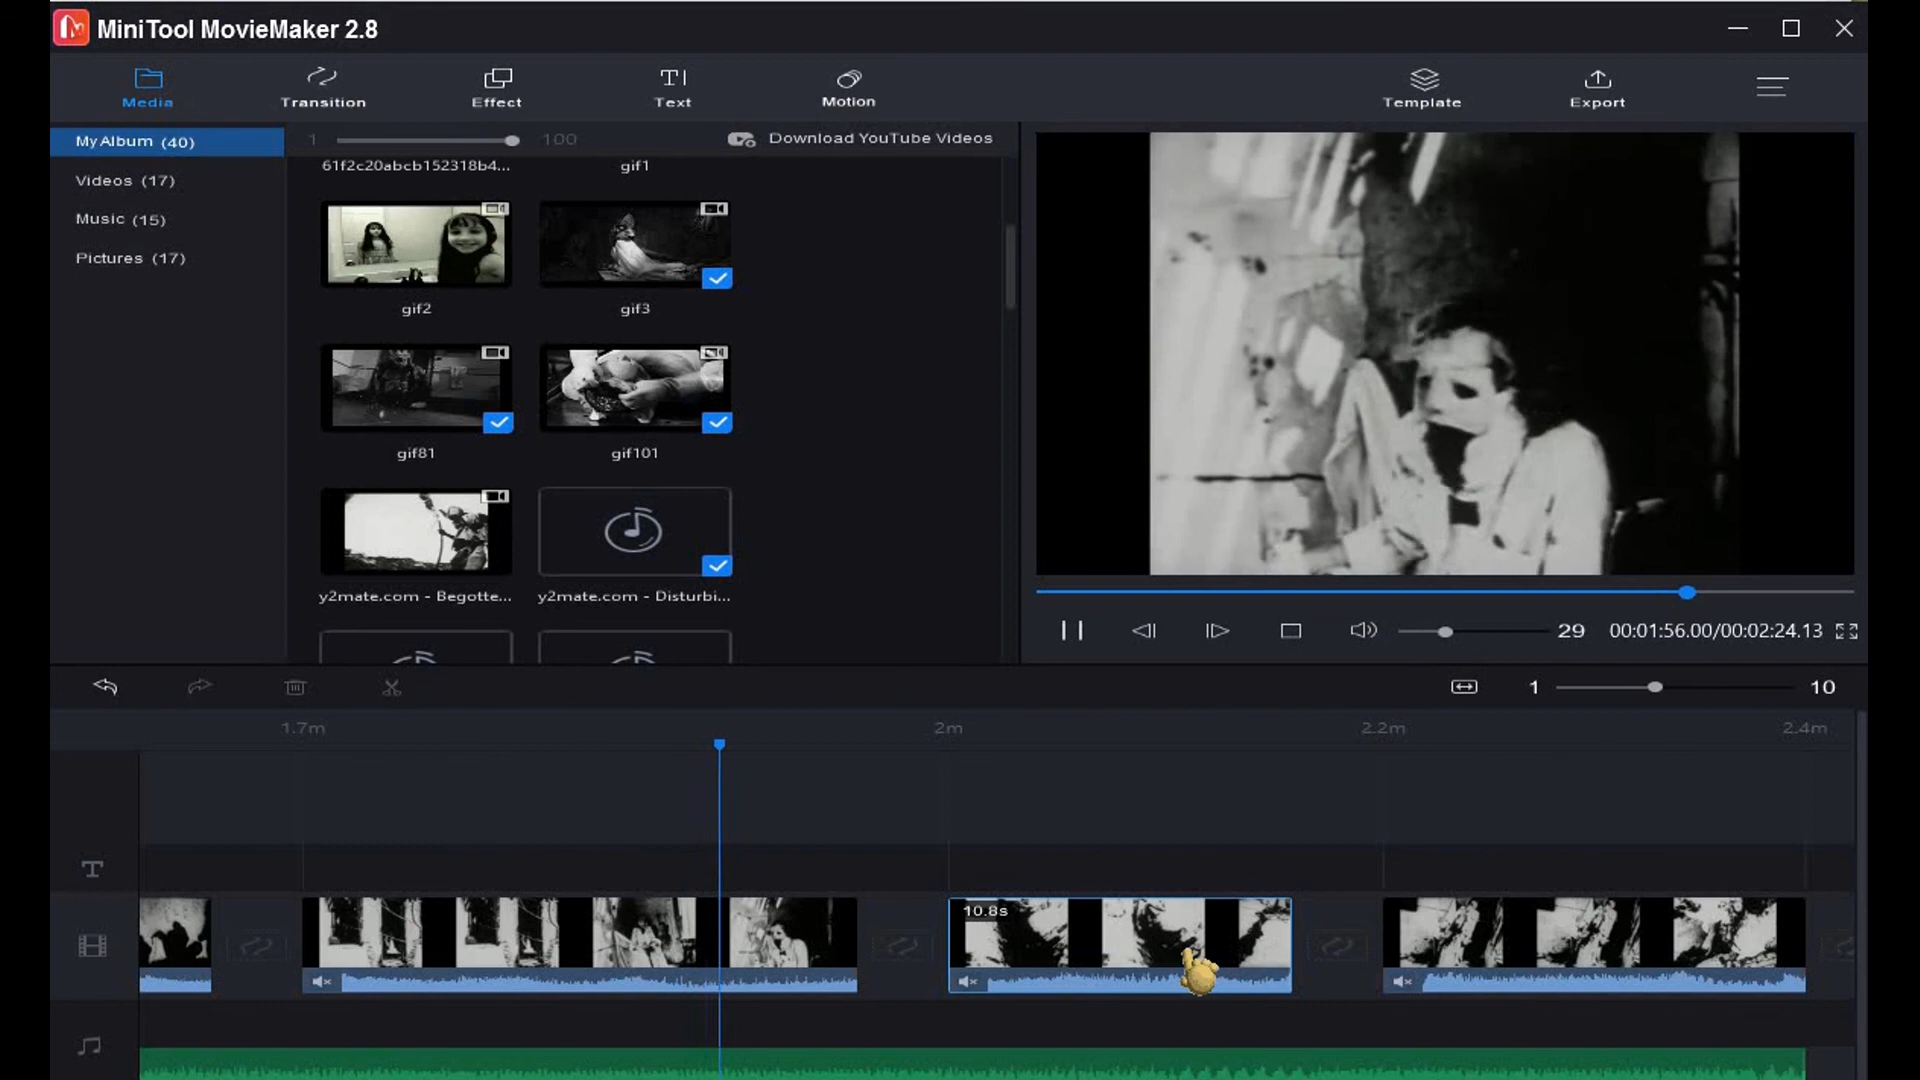 MiniTool MovieMaker 2.8
Media
Transition
Effect
Text
Motion
Template
Export
MyAlbum (40)
Videos (17)
Music (15)
Pictures (17)
1
100
Download YouTube Videos
61f2c20abcb152318b4...
gif1
gif2
gif3
gif81
gif101
y2mate.com - Begotte...
y2mate.com - Disturbi...
29
00:01:56.00/00:02:24.13
1
10
1.7m
2m
2.2m
2.4m
10.8s